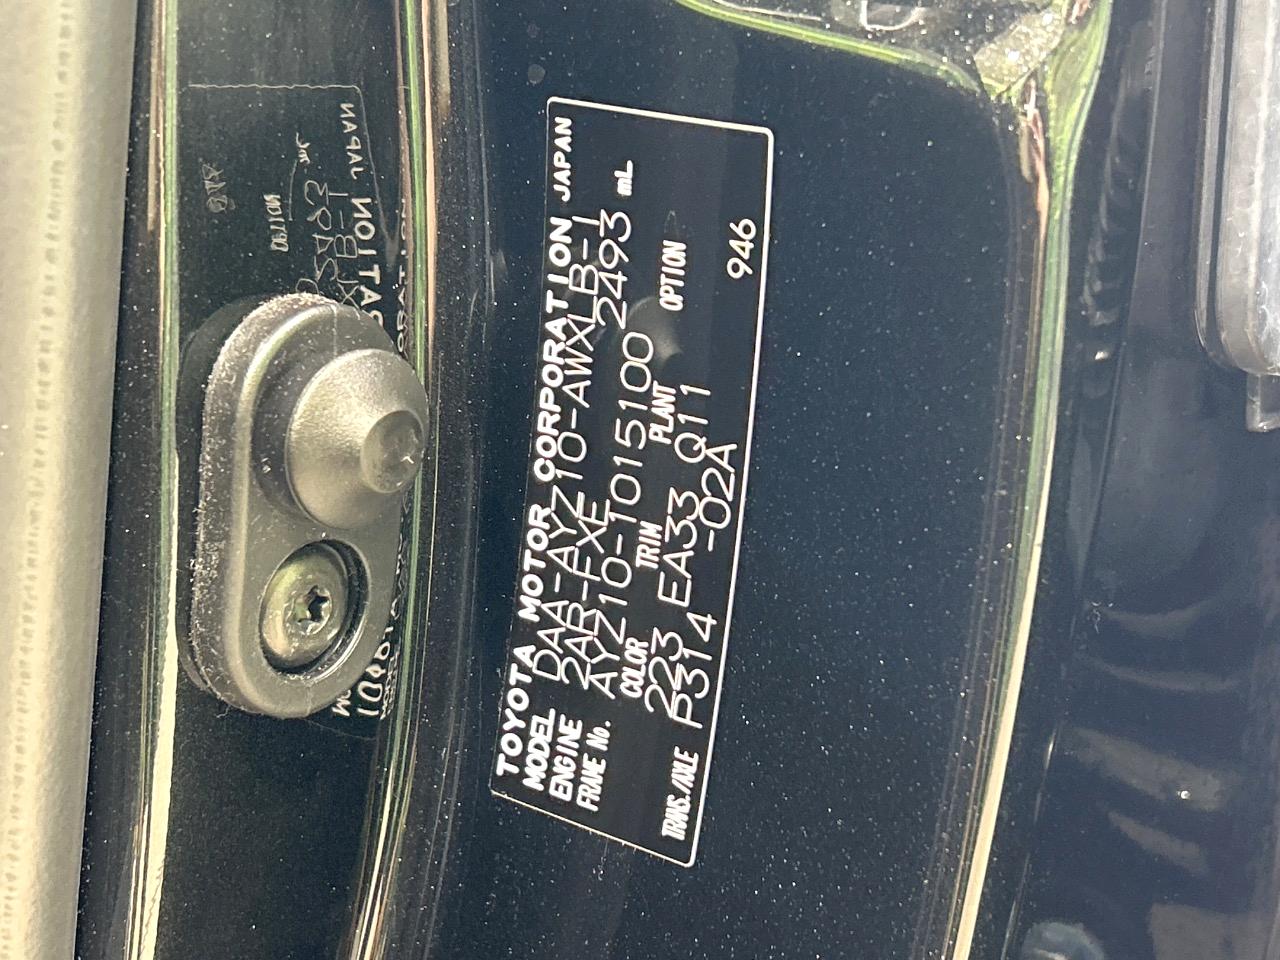 TOYOTA MOTOR CORPORATION JAPAN
MODEL DAA-AYZ10-AWXLB-1
ENGINE 2AR-FXE 2493 mL
FRAME No. AYZ10-1015100
COLOR TRIM PLANT OPTION
223 EA33 Q11
TRANS./AXLE P314 -02A
946